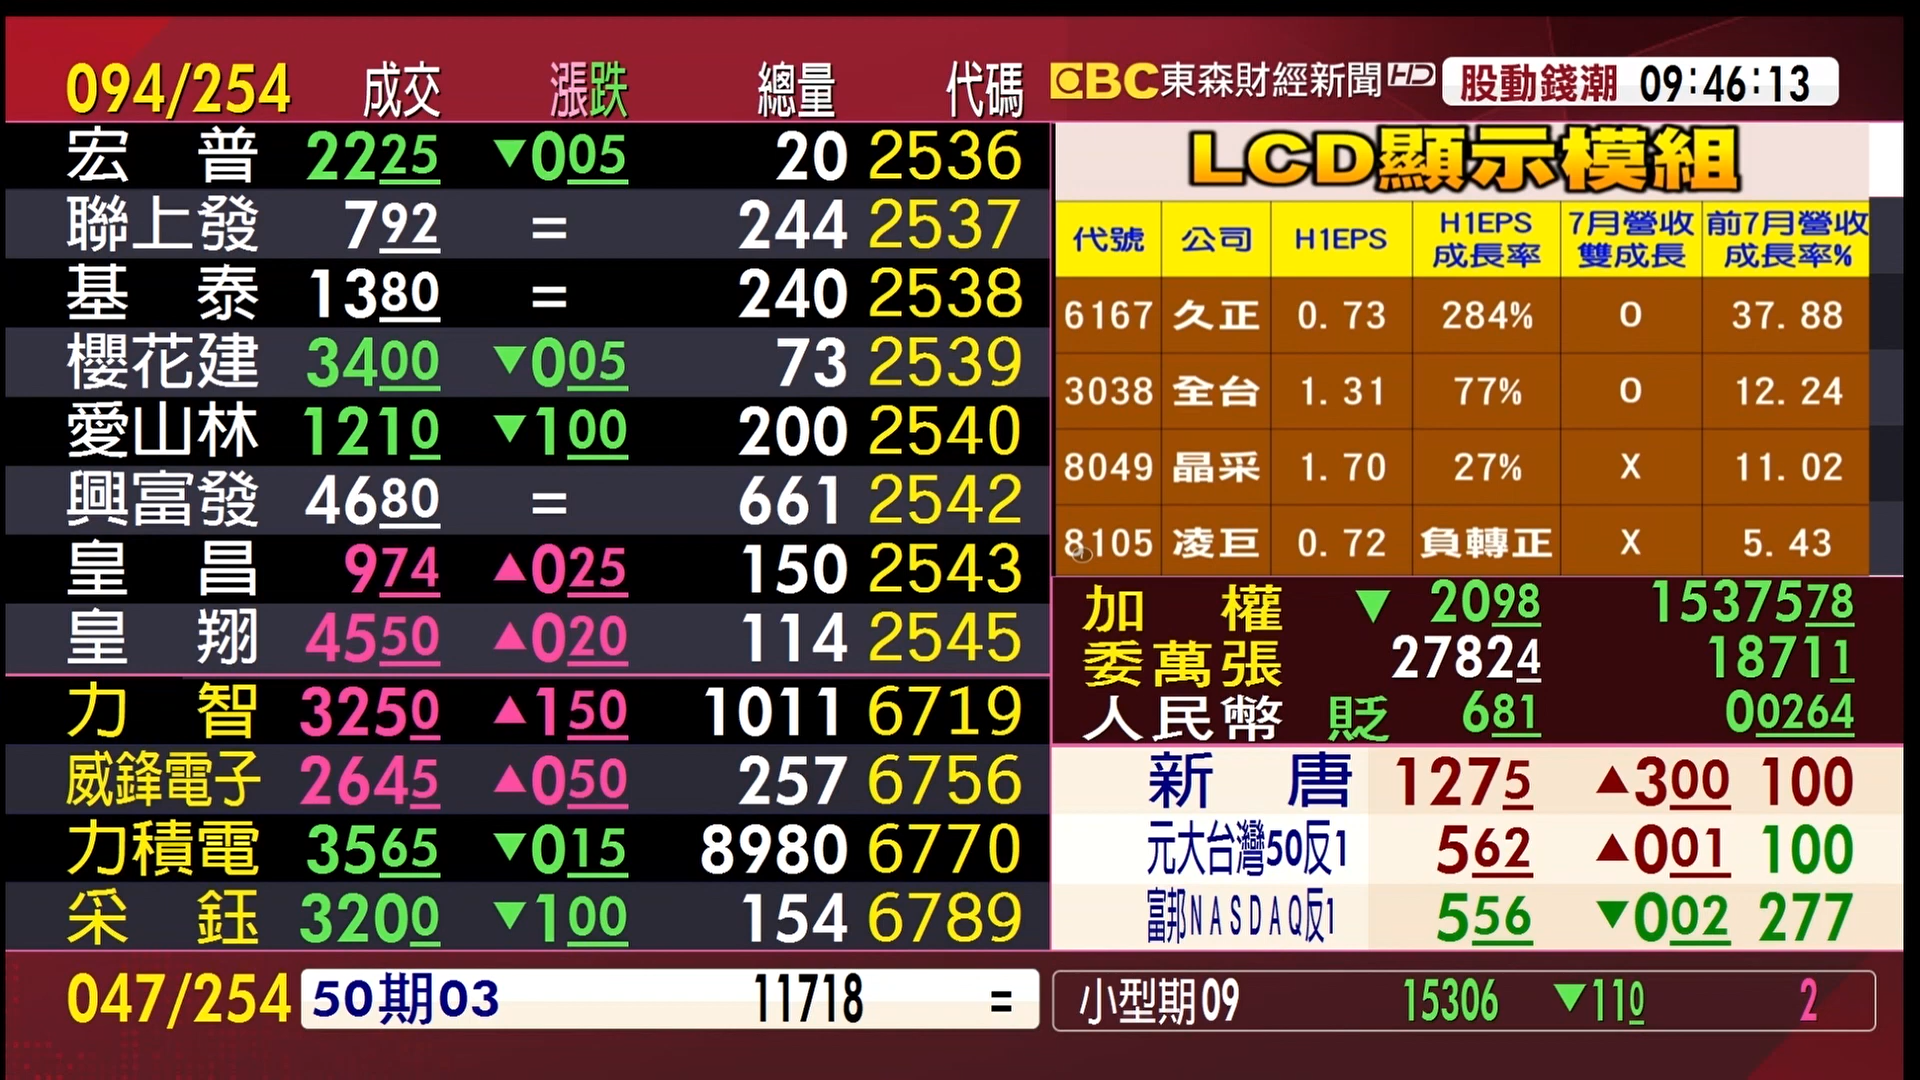 094/254 成交 漲跌 總量 代碼 EBC東森財經新聞HD 股動錢潮 09:46:13
宏普 2225 ▼005 20 2536
聯上發 792 = 244 2537
基泰 1380 = 240 2538
櫻花建 3400 ▼005 73 2539
愛山林 1210 ▼100 200 2540
興富發 4680 = 661 2542
皇昌 974 ▲025 150 2543
皇翔 4550 ▲020 114 2545
力智 3250 ▲150 1011 6719
威鋒電子 2645 ▲050 257 6756
力積電 3565 ▼015 8980 6770
采鈺 3200 ▼100 154 6789
LCD顯示模組
代號 公司 H1EPS H1EPS成長率 7月營收雙成長 前7月營收成長率%
6167 久正 0.73 284% O 37.88
3038 全台 1.31 77% O 12.24
8049 晶采 1.70 27% X 11.02
8105 凌巨 0.72 負轉正 X 5.43
加權 ▼ 2098 1537578
委萬張 27824 18711
人民幣 貶 681 00264
新唐 1275 ▲300 100
元大台灣50反1 562 ▲001 100
富邦NASDAQ反1 556 ▼002 277
047/254 50期03 11718 =
小型期09 15306 ▼110 2